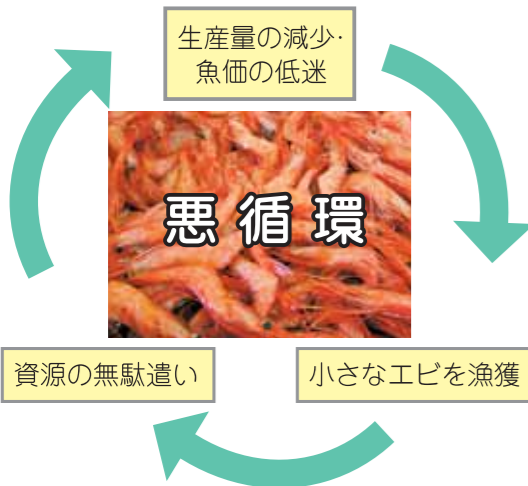 生産量の減少･
魚価の低迷
悪循環
小さなエビを漁獲
資源の無駄遣い